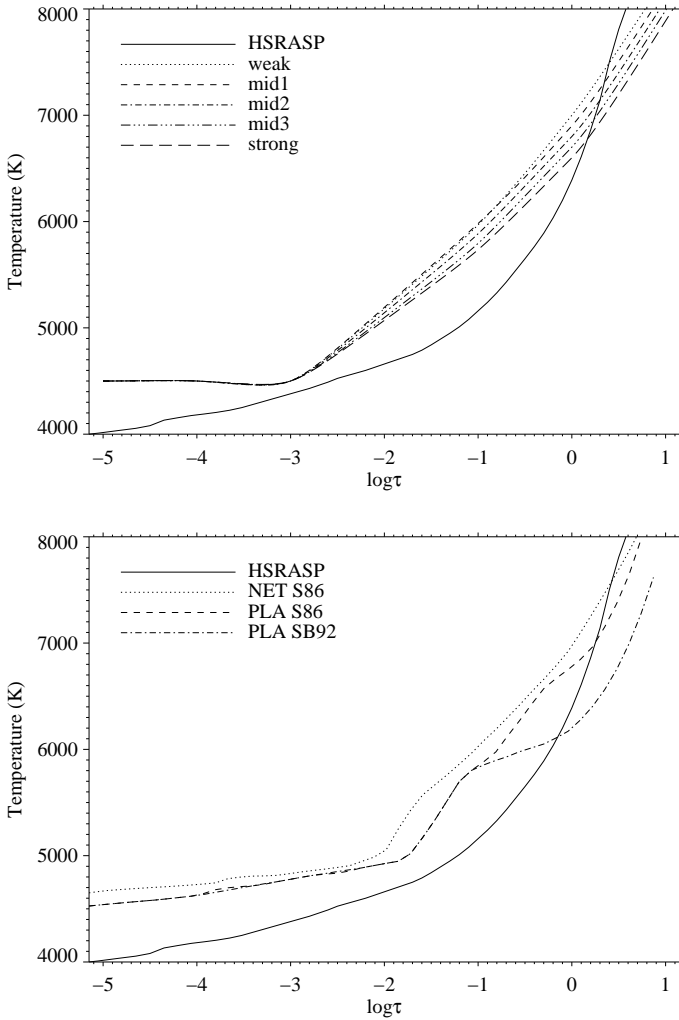 8000
7000
6000
5000
4000
Temperature (K)
HSRASP
weak
mid1
mid2
mid3
strong
−5 −4 −3 −2 −1 0 1
logτ
8000
7000
6000
5000
4000
Temperature (K)
HSRASP
NET S86
PLA S86
PLA SB92
−5 −4 −3 −2 −1 0 1
logτ